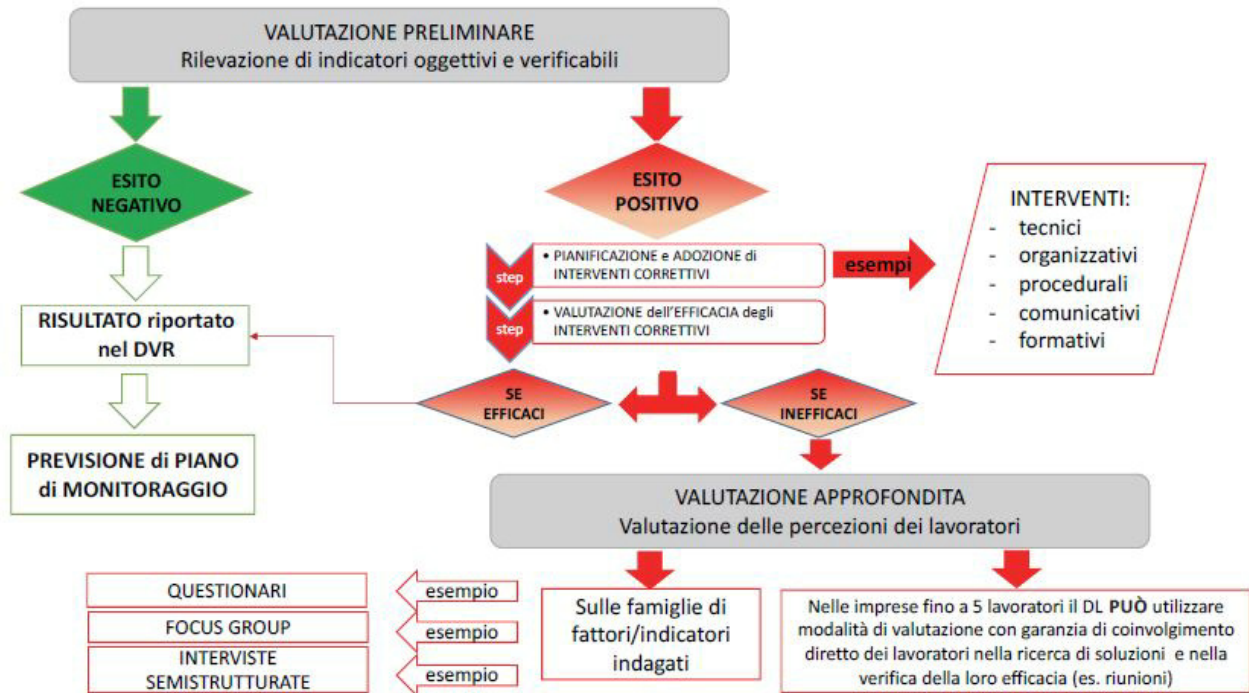 VALUTAZIONE PRELIMINARE
Rilevazione di indicatori oggettivi e verificabili
ESITO
NEGATIVO
ESITO
POSITIVO
RISULTATO riportato
nel DVR
PREVISIONE di PIANO
di MONITORAGGIO
step
• PIANIFICAZIONE e ADOZIONE di
INTERVENTI CORRETTIVI
esempi
INTERVENTI:
- tecnici
- organizzativi
- procedurali
- comunicativi
- formativi
step
• VALUTAZIONE dell'EFFICACIA degli
INTERVENTI CORRETTIVI
SE
EFFICACI
SE
INEFFICACI
VALUTAZIONE APPROFONDITA
Valutazione delle percezioni dei lavoratori
QUESTIONARI
esempio
FOCUS GROUP
esempio
INTERVISTE
SEMISTRUTTURATE
esempio
Sulle famiglie di
fattori/indicatori
indagati
Nelle imprese fino a 5 lavoratori il DL PUÒ utilizzare
modalità di valutazione con garanzia di coinvolgimento
diretto dei lavoratori nella ricerca di soluzioni e nella
verifica della loro efficacia (es. riunioni)